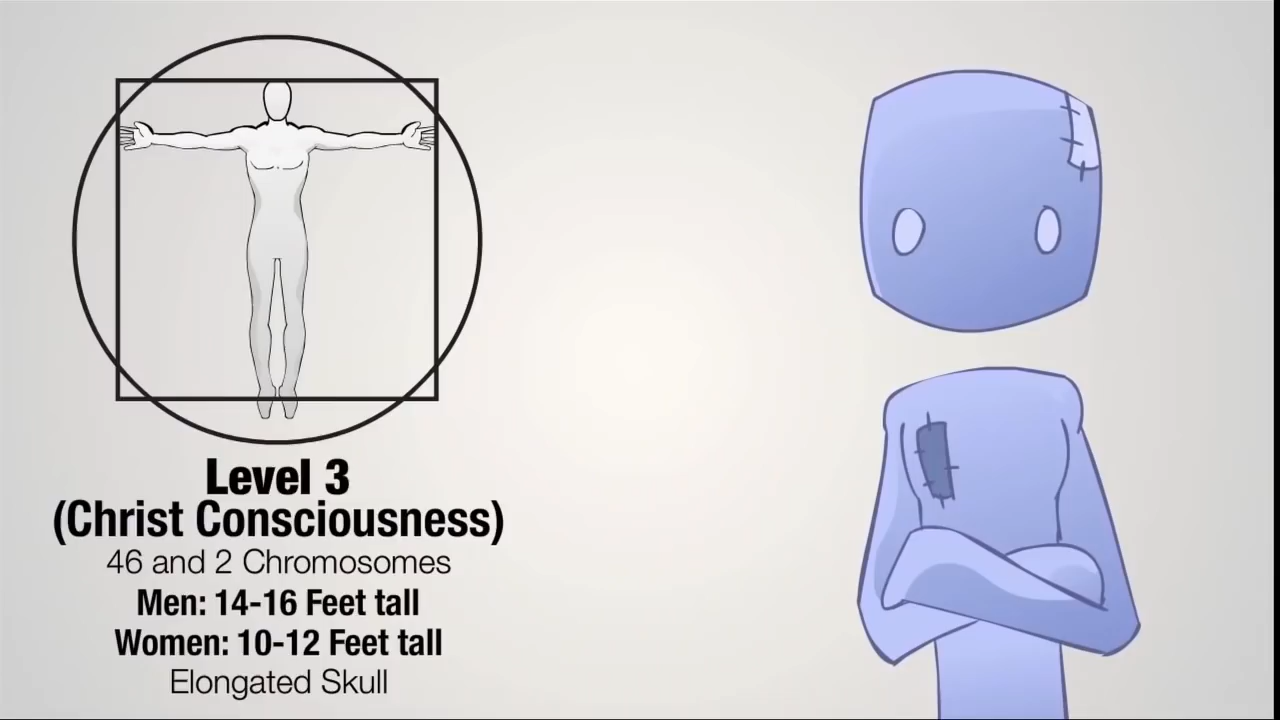 Level 3
(Christ Consciousness)
46 and 2 Chromosomes
Men: 14-16 Feet tall
Women: 10-12 Feet tall
Elongated Skull